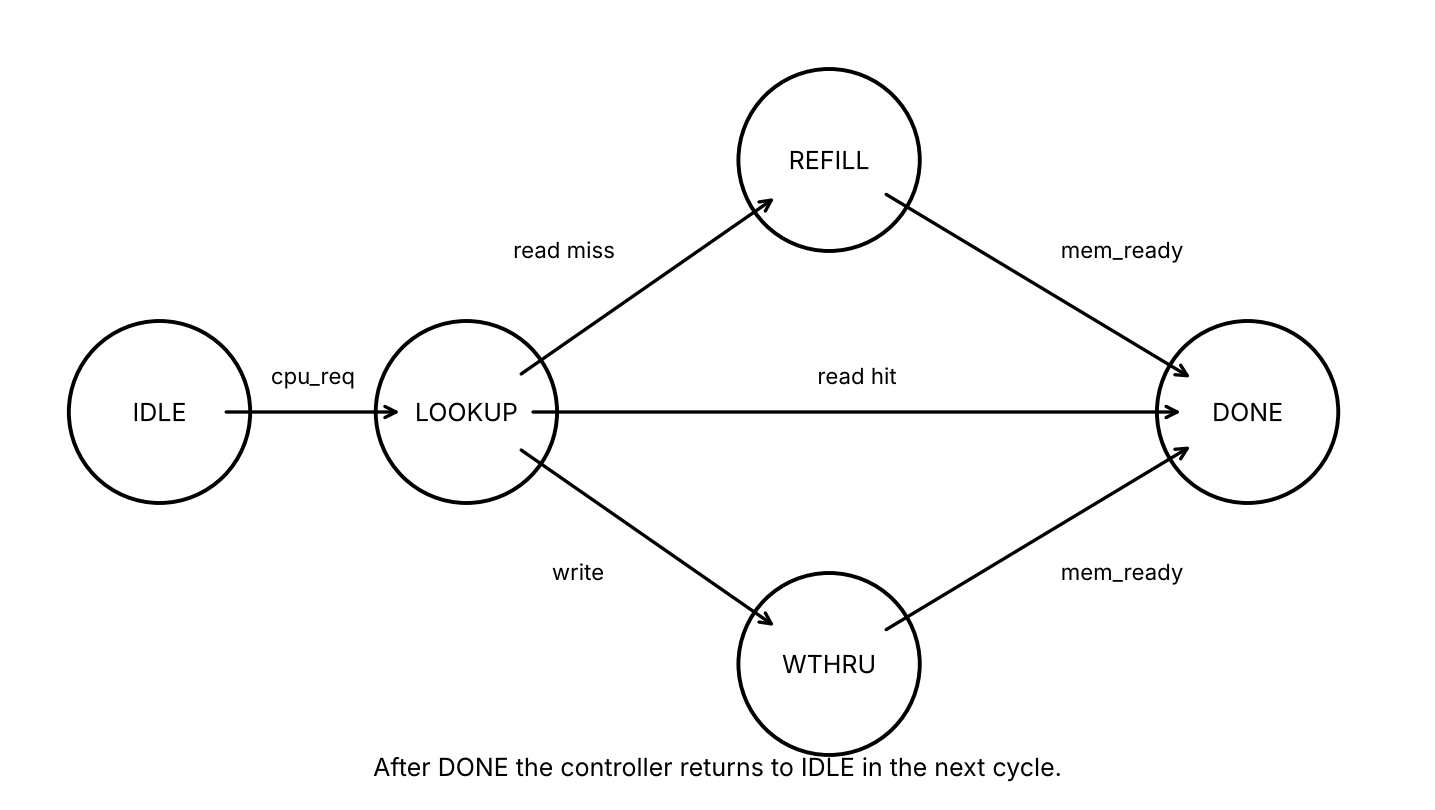 REFILL
read miss
mem_ready
cpu_req
read hit
IDLE
LOOKUP
DONE
write
mem_ready
WTHRU
After DONE the controller returns to IDLE in the next cycle.